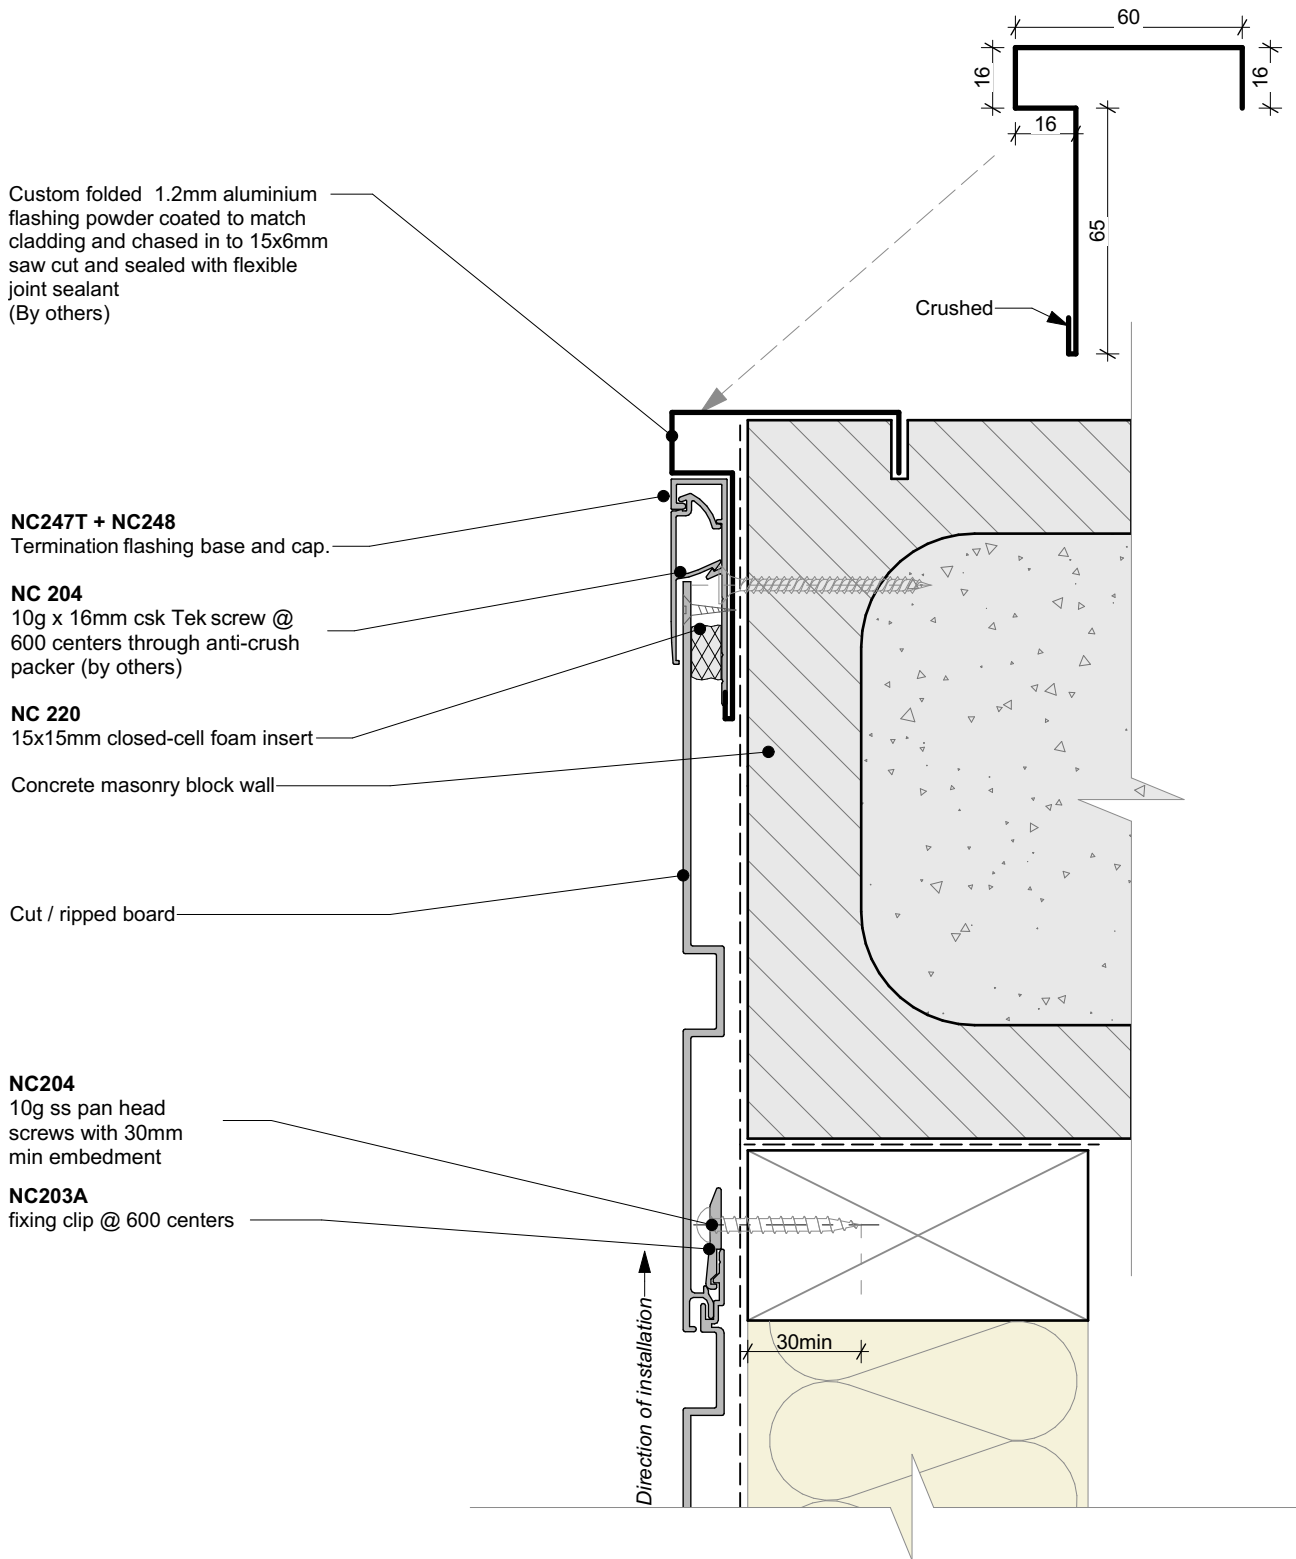 60
16
16
16
65
Crushed
Custom folded 1.2mm aluminium
flashing powder coated to match
cladding and chased in to 15x6mm
saw cut and sealed with flexible
joint sealant
(By others)
NC247T + NC248
Termination flashing base and cap.
NC 204
10g x 16mm csk Tek screw @
600 centers through anti-crush
packer (by others)
NC 220
15x15mm closed-cell foam insert
Concrete masonry block wall
Cut / ripped board
NC204
10g ss pan head
screws with 30mm
min embedment
NC203A
fixing clip @ 600 centers
Direction of installation
30min